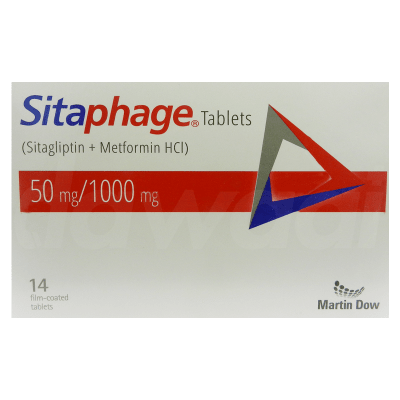 Sitaphage® Tablets
(Sitagliptin + Metformin HCl)
50 mg/1000 mg
14
film-coated
tablets
Martin Dow